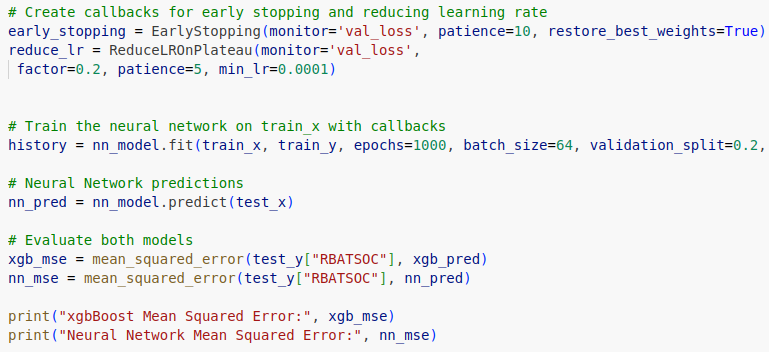 # Create callbacks for early stopping and reducing learning rate
early_stopping = EarlyStopping(monitor='val_loss', patience=10, restore_best_weights=True)
reduce_lr = ReduceLROnPlateau(monitor='val_loss',
 factor=0.2, patience=5, min_lr=0.0001)
# Train the neural network on train_x with callbacks
history = nn_model.fit(train_x, train_y, epochs=1000, batch_size=64, validation_split=0.2,
# Neural Network predictions
nn_pred = nn_model.predict(test_x)
# Evaluate both models
xgb_mse = mean_squared_error(test_y["RBATSOC"], xgb_pred)
nn_mse = mean_squared_error(test_y["RBATSOC"], nn_pred)
print("xgbBoost Mean Squared Error:", xgb_mse)
print("Neural Network Mean Squared Error:", nn_mse)